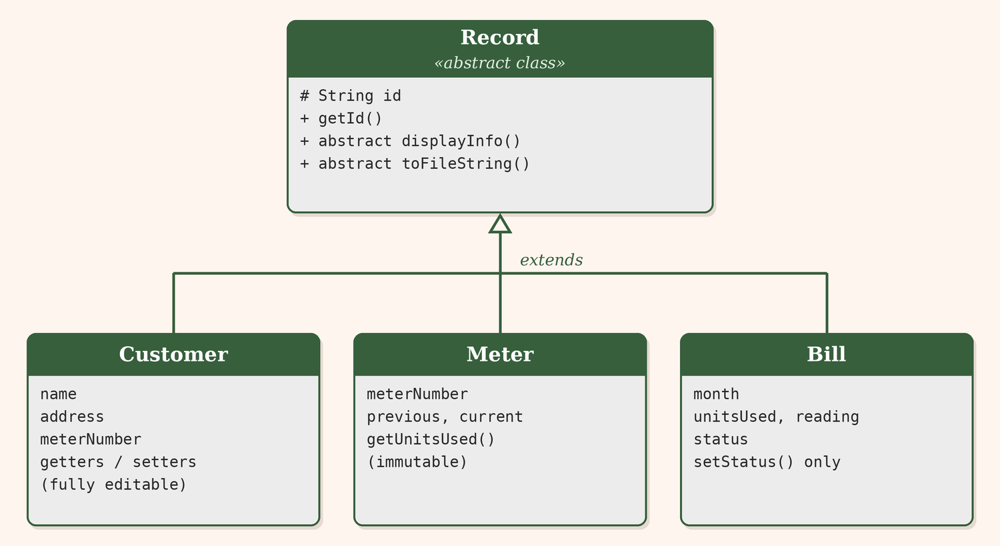 Record
«abstract class»
# String id
+ getId()
+ abstract displayInfo()
+ abstract toFileString()
extends
Customer
name
address
meterNumber
getters / setters
(fully editable)
Meter
meterNumber
previous, current
getUnitsUsed()
(immutable)
Bill
month
unitsUsed, reading
status
setStatus() only